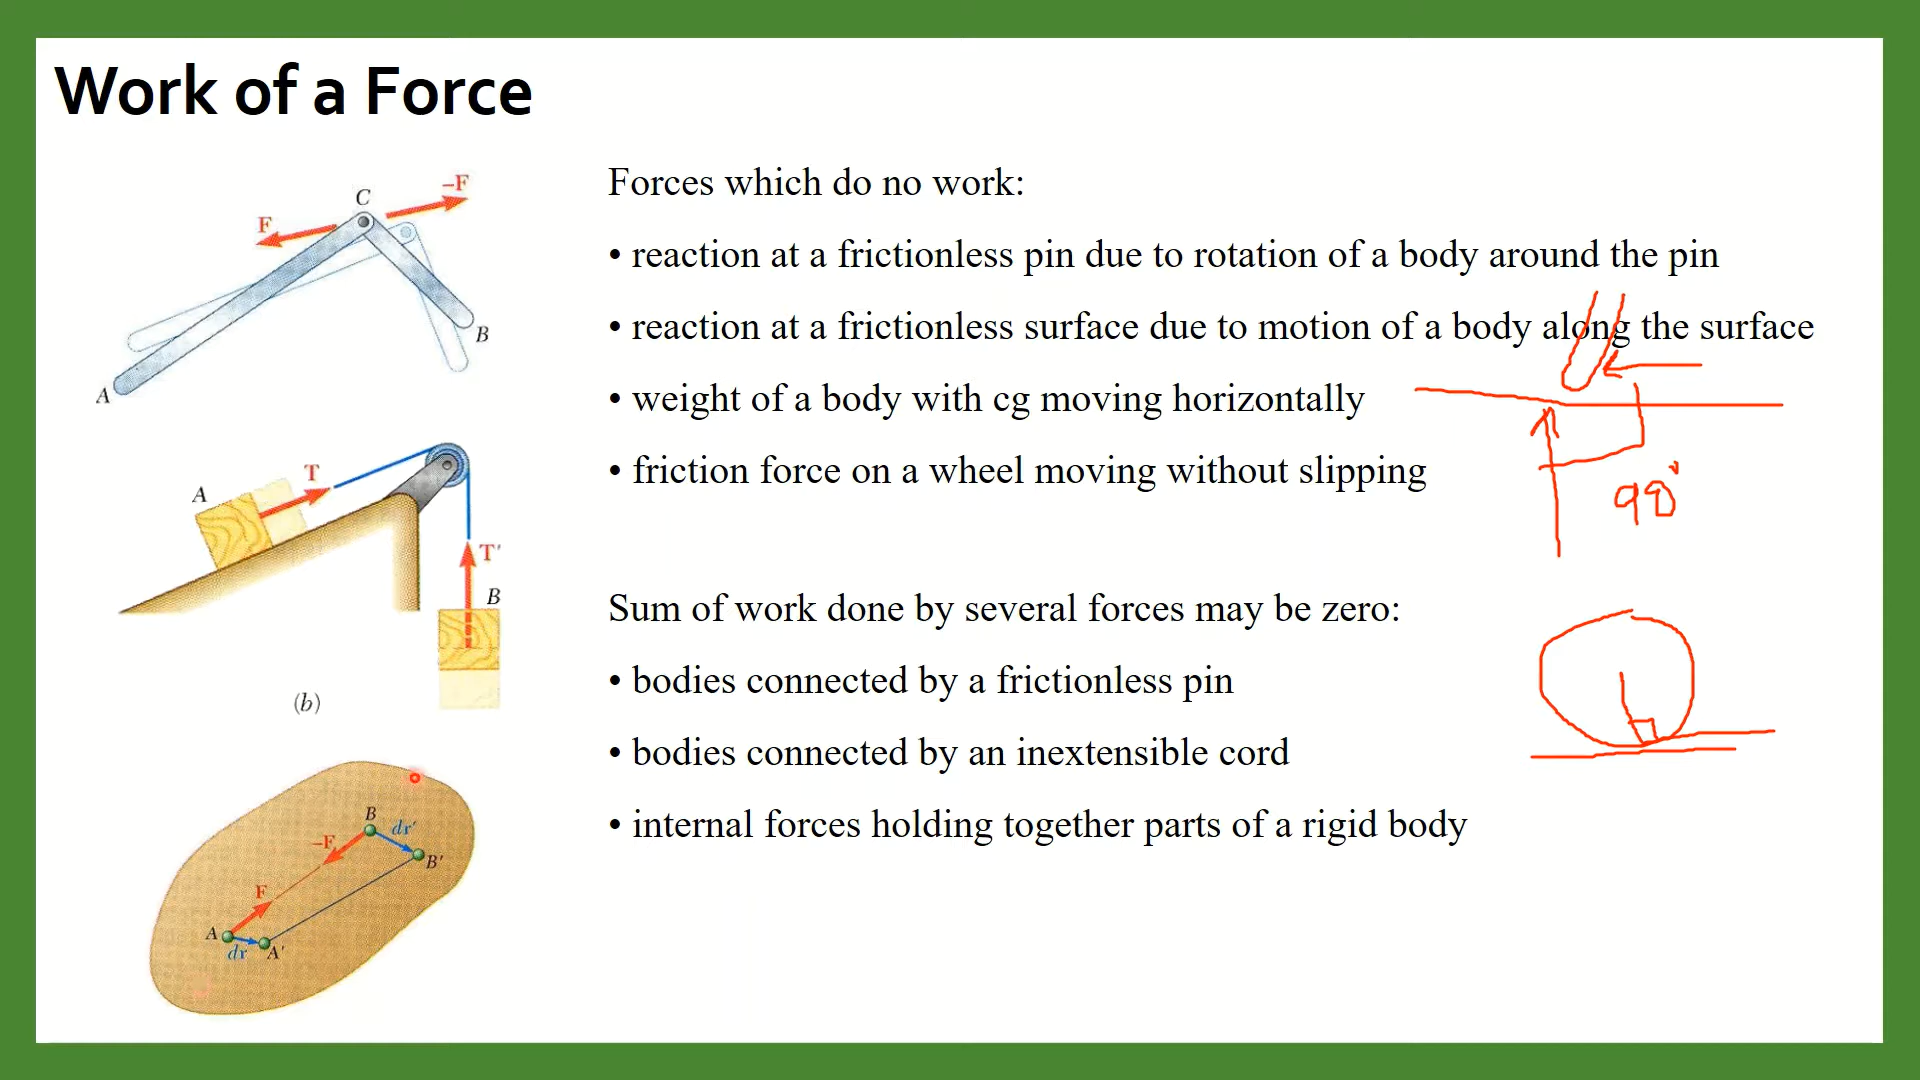 Work of a Force
Forces which do no work:
• reaction at a frictionless pin due to rotation of a body around the pin
• reaction at a frictionless surface due to motion of a body along the surface
• weight of a body with cg moving horizontally
• friction force on a wheel moving without slipping
90°
Sum of work done by several forces may be zero:
• bodies connected by a frictionless pin
• bodies connected by an inextensible cord
• internal forces holding together parts of a rigid body
–F
C
F
B
A
T
A
T'
B
(b)
B
dr'
–F
B'
F
A
A'
dr